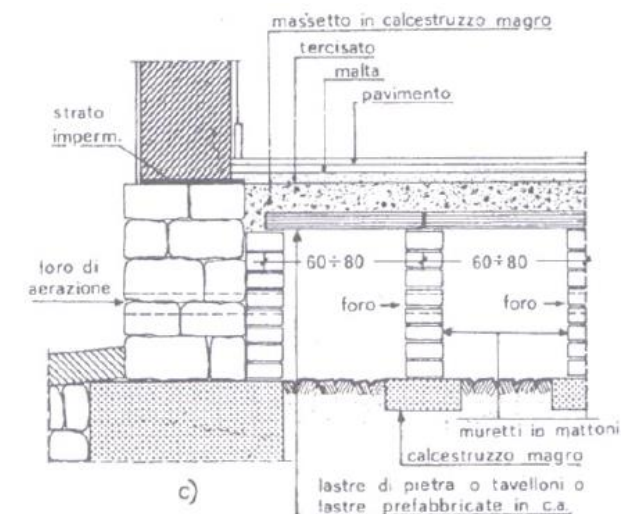 massetto in calcestruzzo magro
tercisato
malta
pavimento
strato
imperm.
foro di
aerazione
60÷80
60÷80
foro
foro
muretti in mattoni
calcestruzzo magro
c)
lastre di pietra o tavelloni o
lastre prefabbricate in c.a.